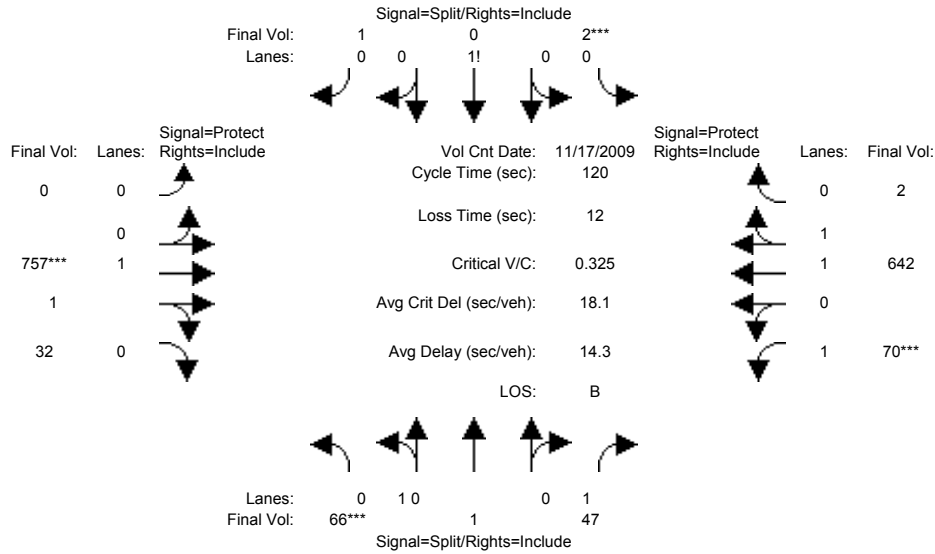 Signal=Split/Rights=Include
Final Vol: 1 0 2***
Lanes: 0 0 1! 0 0
Signal=Protect Signal=Protect
Final Vol: Lanes: Rights=Include Vol Cnt Date: 11/17/2009 Rights=Include Lanes: Final Vol:
Cycle Time (sec): 120
0 0 0 2
Loss Time (sec): 12
0 1
757*** 1 Critical V/C: 0.325 1 642
1 Avg Crit Del (sec/veh): 18.1 0
32 0 Avg Delay (sec/veh): 14.3 1 70***
LOS: B
Lanes: 0 1 0 0 1
Final Vol: 66*** 1 47
Signal=Split/Rights=Include